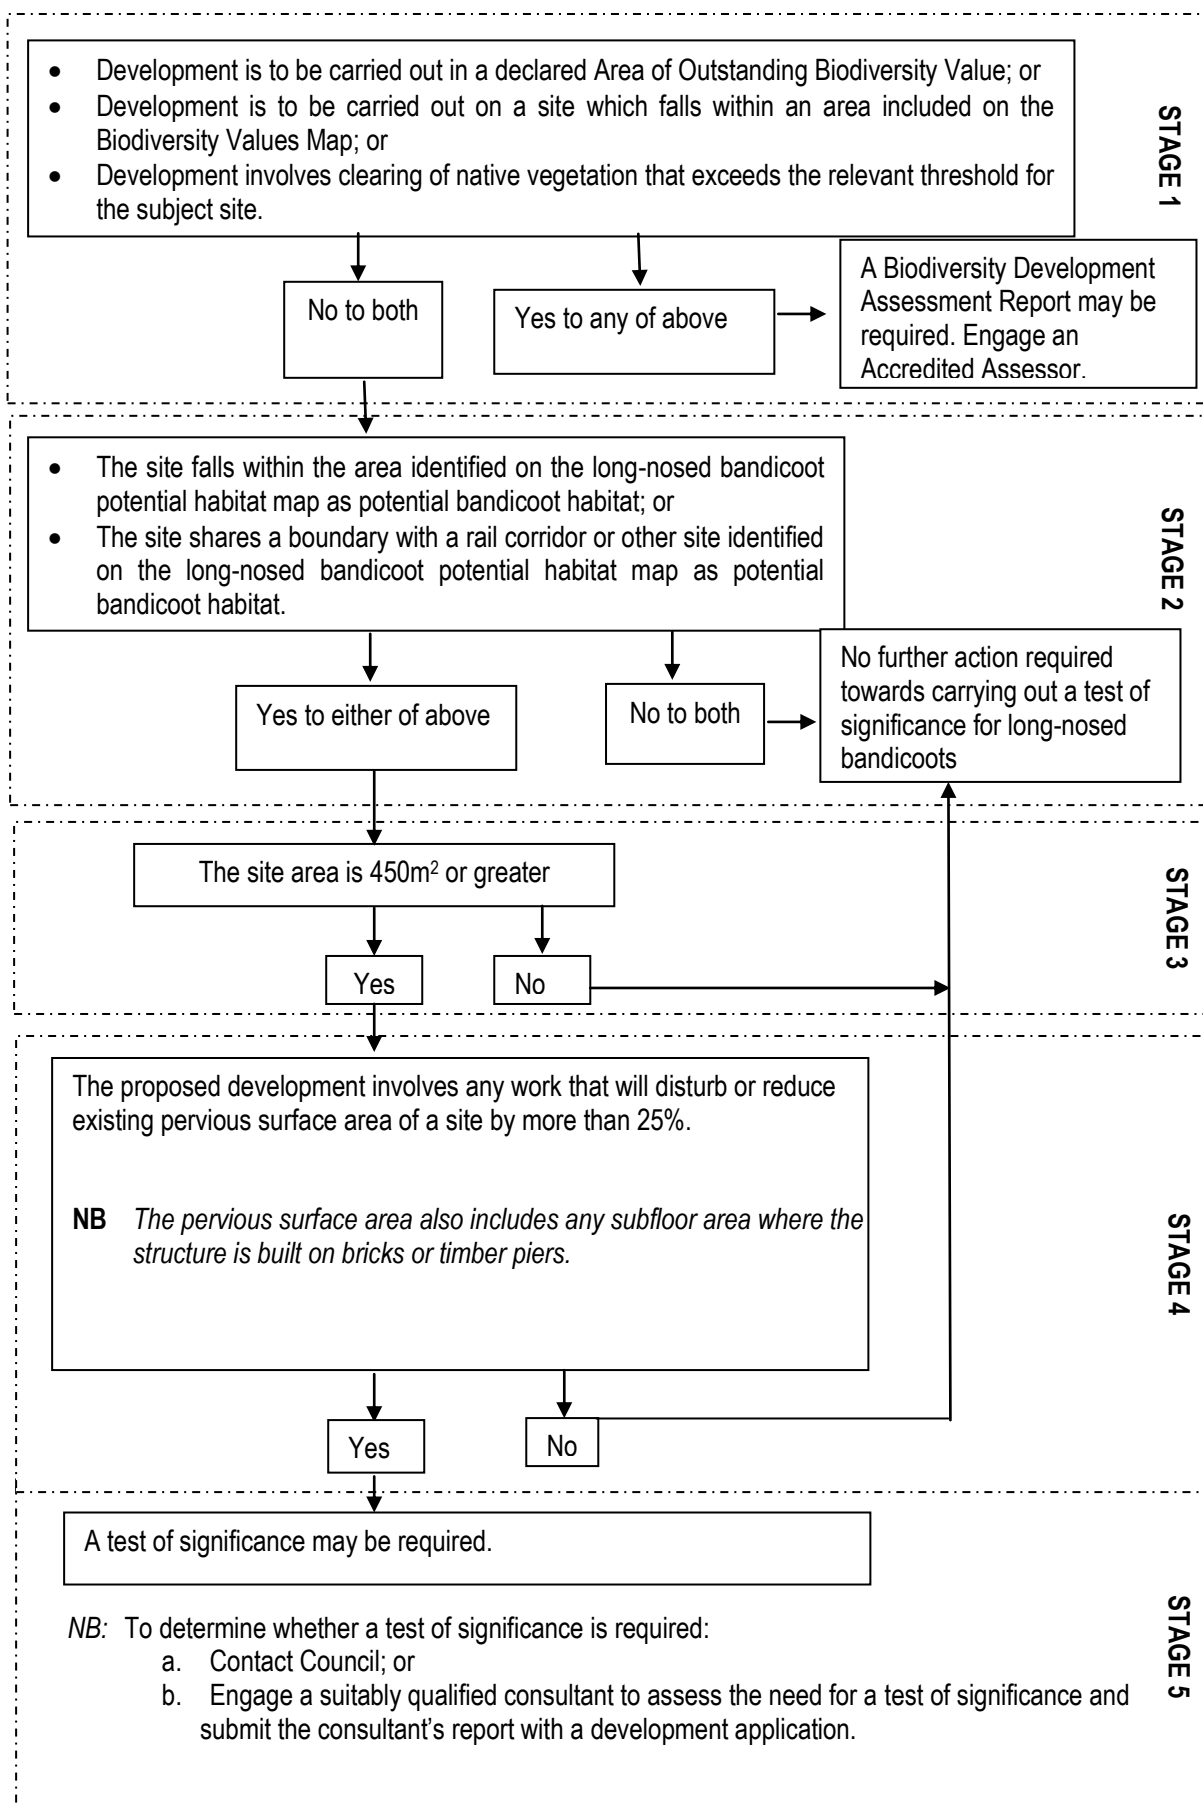 • Development is to be carried out in a declared Area of Outstanding Biodiversity Value; or
• Development is to be carried out on a site which falls within an area included on the
Biodiversity Values Map; or
• Development involves clearing of native vegetation that exceeds the relevant threshold for
the subject site.
STAGE 1
No to both
Yes to any of above
A Biodiversity Development
Assessment Report may be
required. Engage an
Accredited Assessor.
• The site falls within the area identified on the long-nosed bandicoot
potential habitat map as potential bandicoot habitat; or
• The site shares a boundary with a rail corridor or other site identified
on the long-nosed bandicoot potential habitat map as potential
bandicoot habitat.
STAGE 2
Yes to either of above
No to both
No further action required
towards carrying out a test of
significance for long-nosed
bandicoots
The site area is 450m² or greater
STAGE 3
Yes
No
The proposed development involves any work that will disturb or reduce
existing pervious surface area of a site by more than 25%.
NB The pervious surface area also includes any subfloor area where the
structure is built on bricks or timber piers.
STAGE 4
Yes
No
A test of significance may be required.
NB: To determine whether a test of significance is required:
a. Contact Council; or
b. Engage a suitably qualified consultant to assess the need for a test of significance and
submit the consultant's report with a development application.
STAGE 5